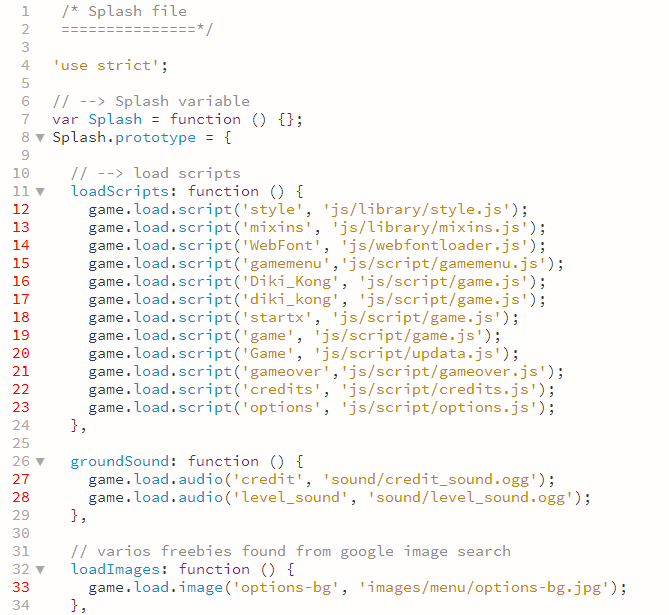 1 /* Splash file
2 ===============*/
3
4 'use strict';
5
6 // --> Splash variable
7 var Splash = function () {};
8 Splash.prototype = {
9
10 // --> load scripts
11 loadScripts: function () {
12 game.load.script('style', 'js/library/style.js');
13 game.load.script('mixins', 'js/library/mixins.js');
14 game.load.script('WebFont', 'js/webfontloader.js');
15 game.load.script('gamemenu','js/script/gamemenu.js');
16 game.load.script('Diki_Kong', 'js/script/game.js');
17 game.load.script('diki_kong', 'js/script/game.js');
18 game.load.script('startx', 'js/script/game.js');
19 game.load.script('game', 'js/script/game.js');
20 game.load.script('Game', 'js/script/updata.js');
21 game.load.script('gameover','js/script/gameover.js');
22 game.load.script('credits', 'js/script/credits.js');
23 game.load.script('options', 'js/script/options.js');
24 },
25
26 groundSound: function () {
27 game.load.audio('credit', 'sound/credit_sound.ogg');
28 game.load.audio('level_sound', 'sound/level_sound.ogg');
29 },
30
31 // varios freebies found from google image search
32 loadImages: function () {
33 game.load.image('options-bg', 'images/menu/options-bg.jpg');
34 },